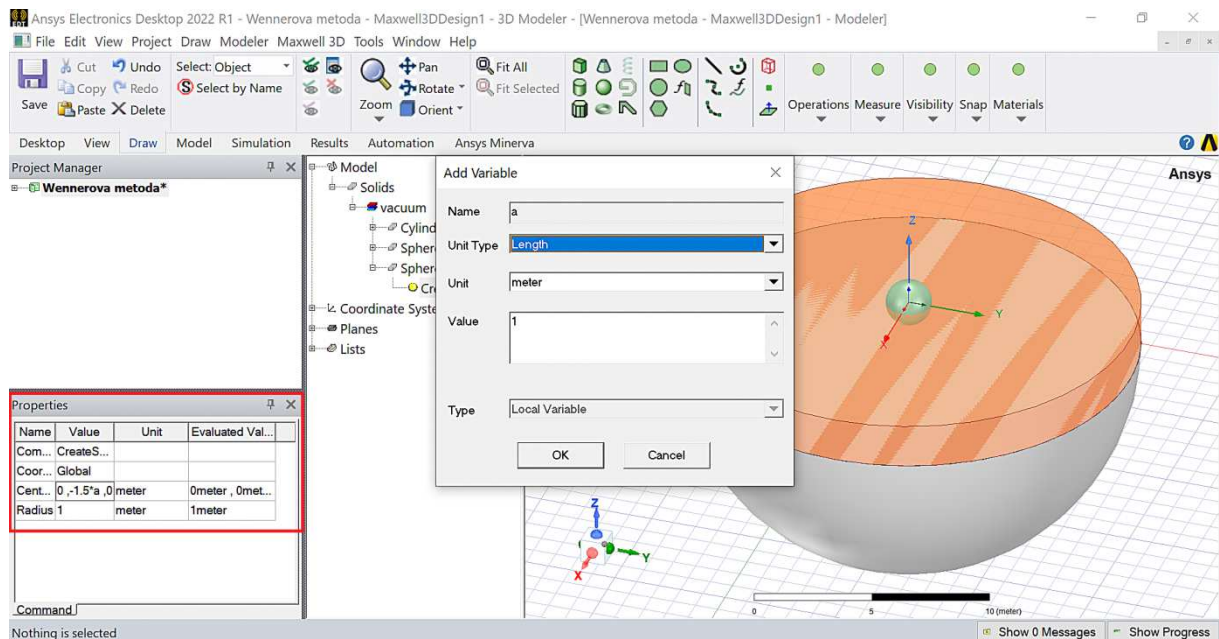 Ansys Electronics Desktop 2022 R1 - Wennerova metoda - Maxwell3DDesign1 - 3D Modeler - [Wennerova metoda - Maxwell3DDesign1 - Modeler]
File Edit View Project Draw Modeler Maxwell 3D Tools Window Help
Save
Cut Undo
Copy Redo
Paste Delete
Select: Object
Select by Name
Zoom
Pan
Rotate
Orient
Fit All
Fit Selected
Operations Measure Visibility Snap Materials
Desktop View Draw Model Simulation Results Automation Ansys Minerva
Project Manager
Wennerova metoda*
Model
Solids
vacuum
Cylind
Spher
Spher
Cr
Coordinate Syste
Planes
Lists
Add Variable
Name a
Unit Type Length
Unit meter
Value 1
Type Local Variable
OK Cancel
Ansys
Z
Y
X
Properties
Name Value Unit Evaluated Val...
Com... CreateS...
Coor... Global
Cent... 0 ,-1.5*a ,0 meter 0meter , 0met...
Radius 1 meter 1meter
Z
Y
X
0 5 10 (meter)
Command
Nothing is selected
Show 0 Messages Show Progress